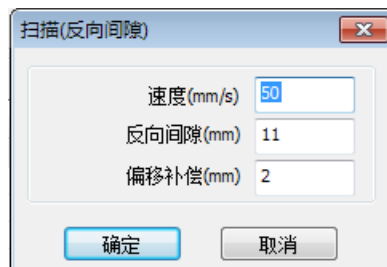 扫描(反向间隙)
速度(mm/s) 50
反向间隙(mm) 11
偏移补偿(mm) 2
确定 取消